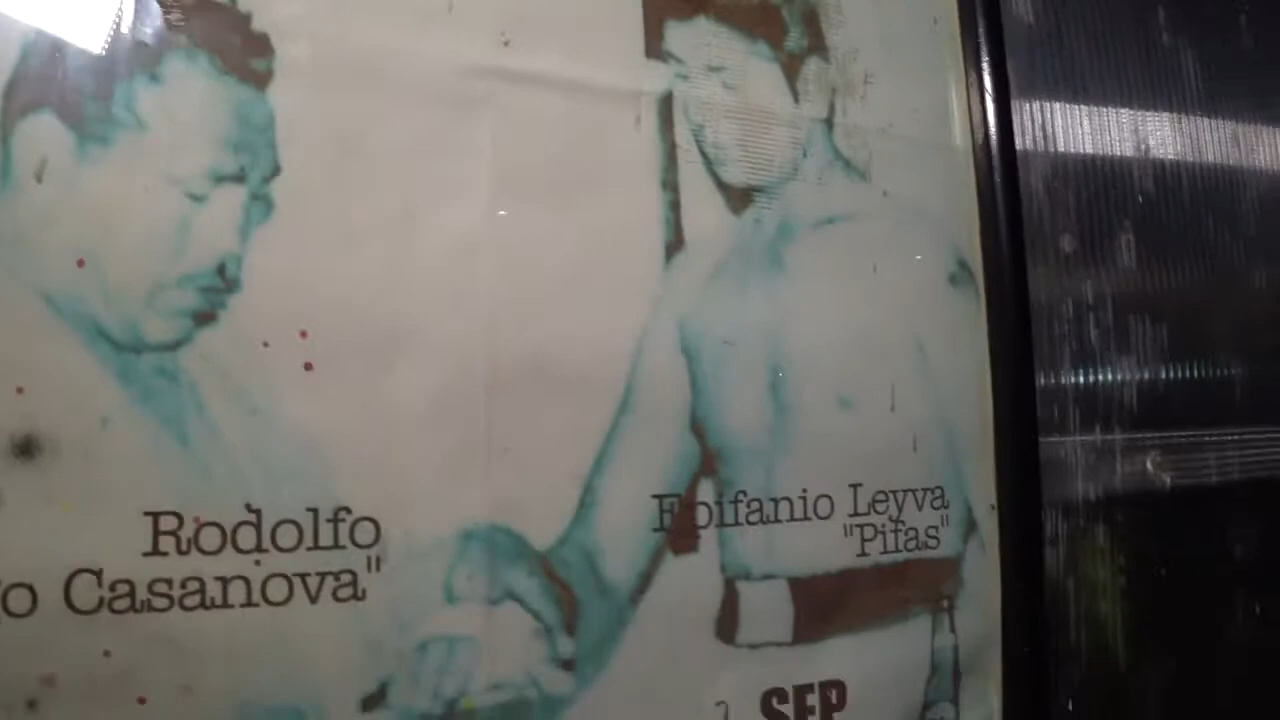 Rodolfo
o Casanova"
Epifanio Leyva
"Pifas"
SEP